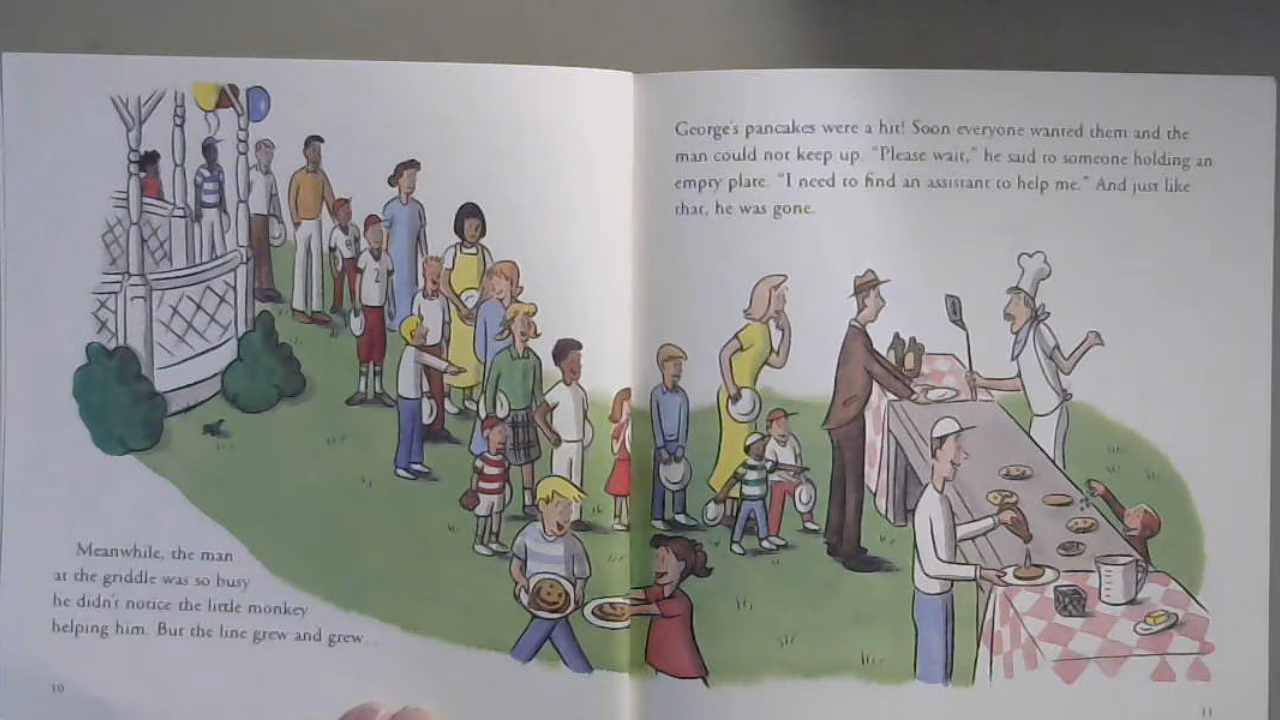 Meanwhile, the man
at the griddle was so busy
he didn't notice the little monkey
helping him. But the line grew and grew
10
George's pancakes were a hit! Soon everyone wanted them and the
man could not keep up. "Please wait," he said to someone holding an
empty plate. "I need to find an assistant to help me." And just like
that, he was gone.
2
11